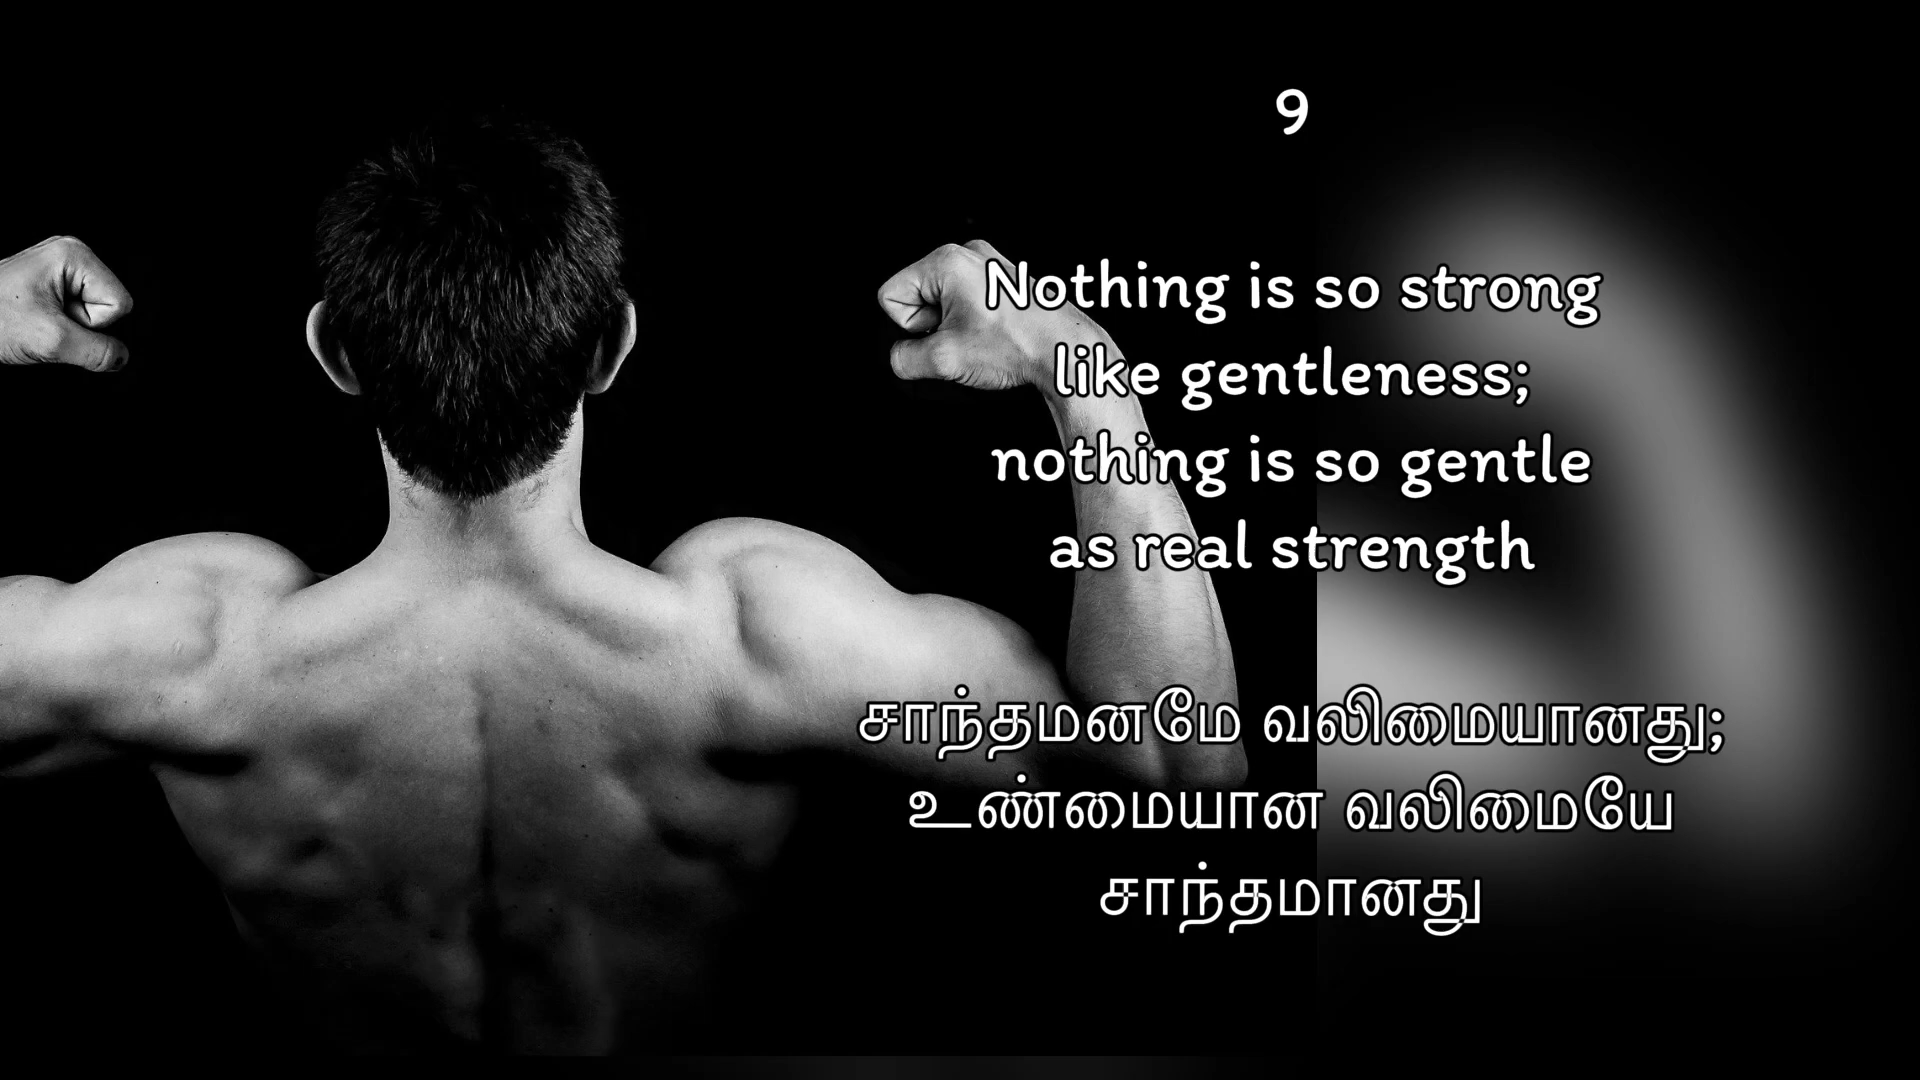 9
Nothing is so strong
like gentleness;
nothing is so gentle
as real strength
சாந்தமனமே வலிமையானது;
உண்மையான வலிமையே
சாந்தமானது